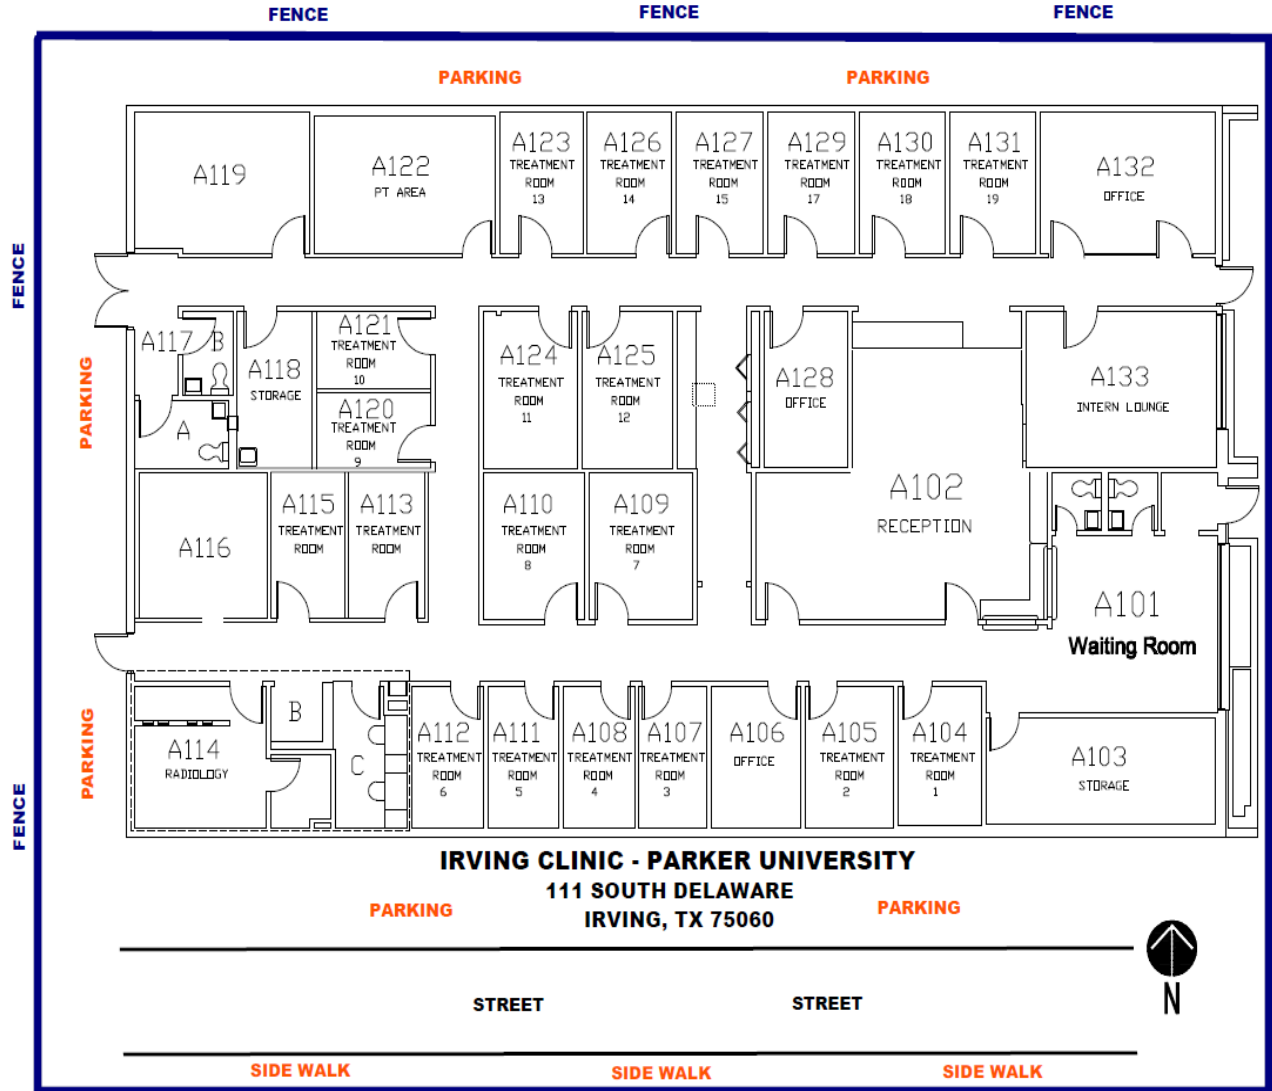 FENCE
FENCE
FENCE
PARKING
PARKING
A119
A122
PT AREA
A123
TREATMENT
ROOM
13
A126
TREATMENT
ROOM
14
A127
TREATMENT
ROOM
15
A129
TREATMENT
ROOM
17
A130
TREATMENT
ROOM
18
A131
TREATMENT
ROOM
19
A132
OFFICE
FENCE
PARKING
A117
B
A
A118
STORAGE
A121
TREATMENT
ROOM
10
A120
TREATMENT
ROOM
9
A124
TREATMENT
ROOM
11
A125
TREATMENT
ROOM
12
A128
OFFICE
A133
INTERN LOUNGE
A116
A115
TREATMENT
ROOM
A113
TREATMENT
ROOM
A110
TREATMENT
ROOM
8
A109
TREATMENT
ROOM
7
A102
RECEPTION
A101
Waiting Room
PARKING
FENCE
A114
RADIOLOGY
B
C
A112
TREATMENT
ROOM
6
A111
TREATMENT
ROOM
5
A108
TREATMENT
ROOM
4
A107
TREATMENT
ROOM
3
A106
OFFICE
A105
TREATMENT
ROOM
2
A104
TREATMENT
ROOM
1
A103
STORAGE
IRVING CLINIC - PARKER UNIVERSITY
111 SOUTH DELAWARE
IRVING, TX 75060
PARKING
PARKING
N
STREET
STREET
SIDE WALK
SIDE WALK
SIDE WALK